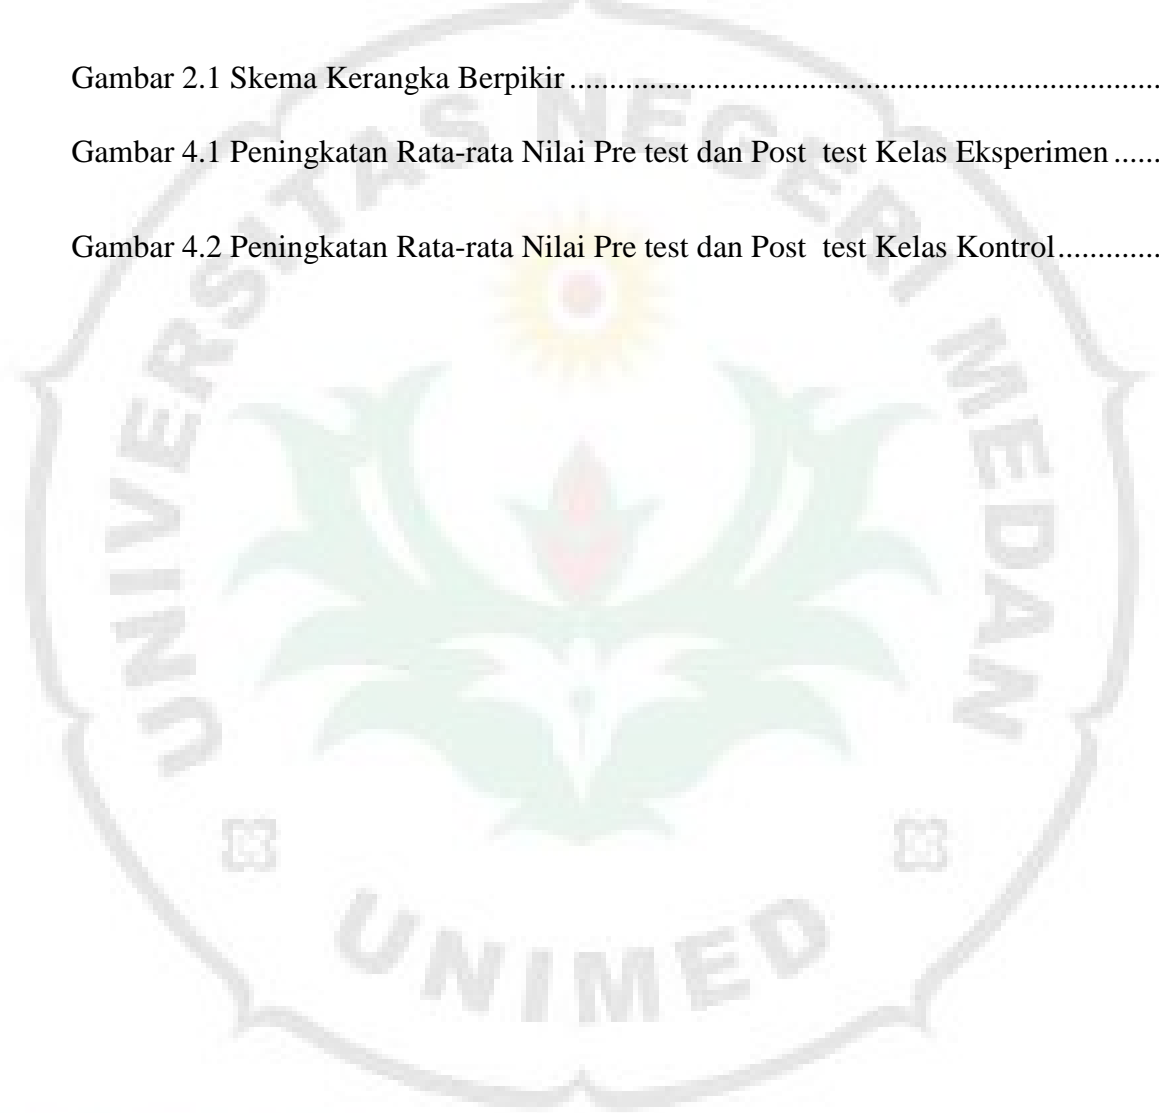 Gambar 2.1 Skema Kerangka Berpikir ..........................................................................
Gambar 4.1 Peningkatan Rata-rata Nilai Pre test dan Post  test Kelas Eksperimen ......
Gambar 4.2 Peningkatan Rata-rata Nilai Pre test dan Post  test Kelas Kontrol.............
UNIVERSITAS NEGERI MEDAN
UNIMED